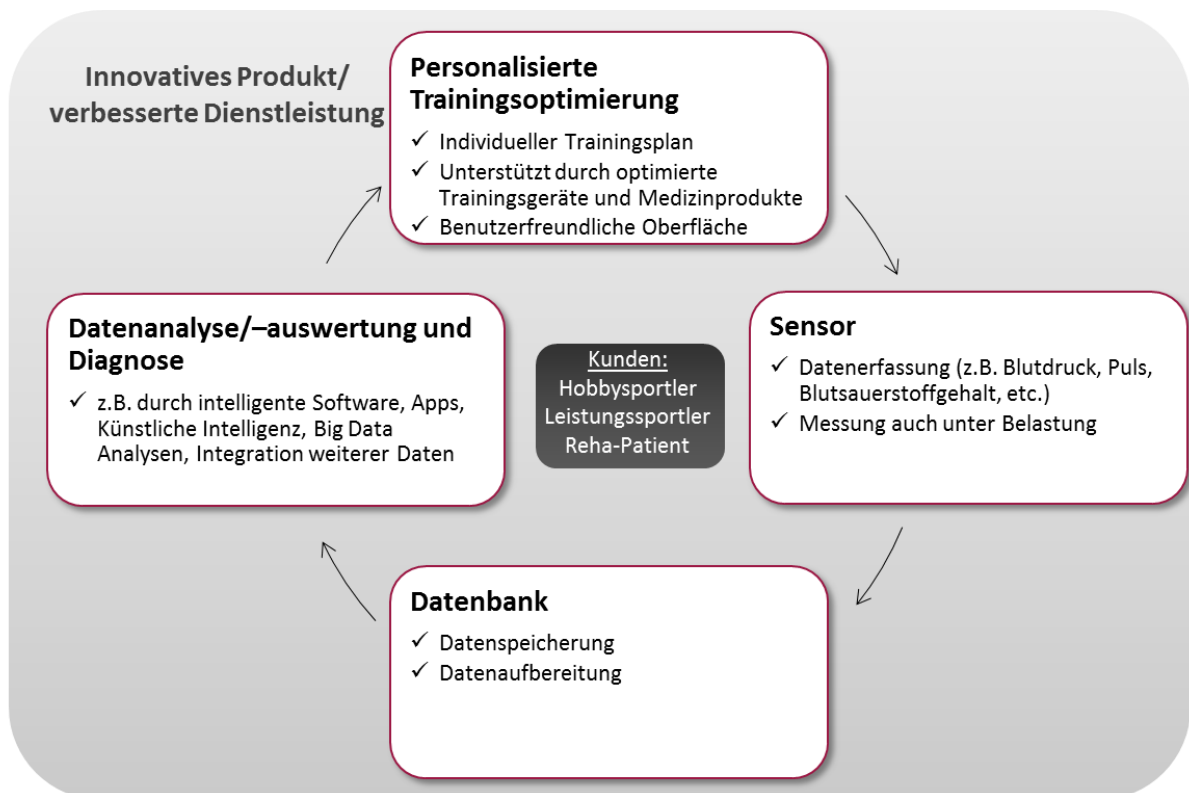 Innovatives Produkt/
verbesserte Dienstleistung
Personalisierte
Trainingsoptimierung
✓ Individueller Trainingsplan
✓ Unterstützt durch optimierte
Trainingsgeräte und Medizinprodukte
✓ Benutzerfreundliche Oberfläche
Datenanalyse/–auswertung und
Diagnose
✓ z.B. durch intelligente Software, Apps,
Künstliche Intelligenz, Big Data
Analysen, Integration weiterer Daten
Kunden:
Hobbysportler
Leistungssportler
Reha-Patient
Sensor
✓ Datenerfassung (z.B. Blutdruck, Puls,
Blutsauerstoffgehalt, etc.)
✓ Messung auch unter Belastung
Datenbank
✓ Datenspeicherung
✓ Datenaufbereitung